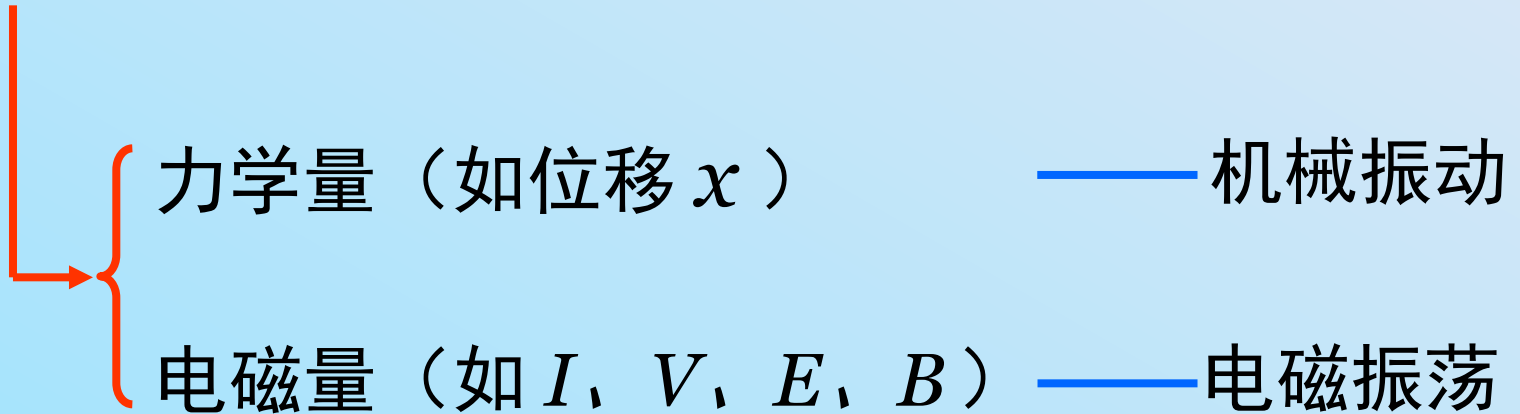 力学量（如位移 x ） —— 机械振动
电磁量（如 I、V、E、B ） —— 电磁振荡